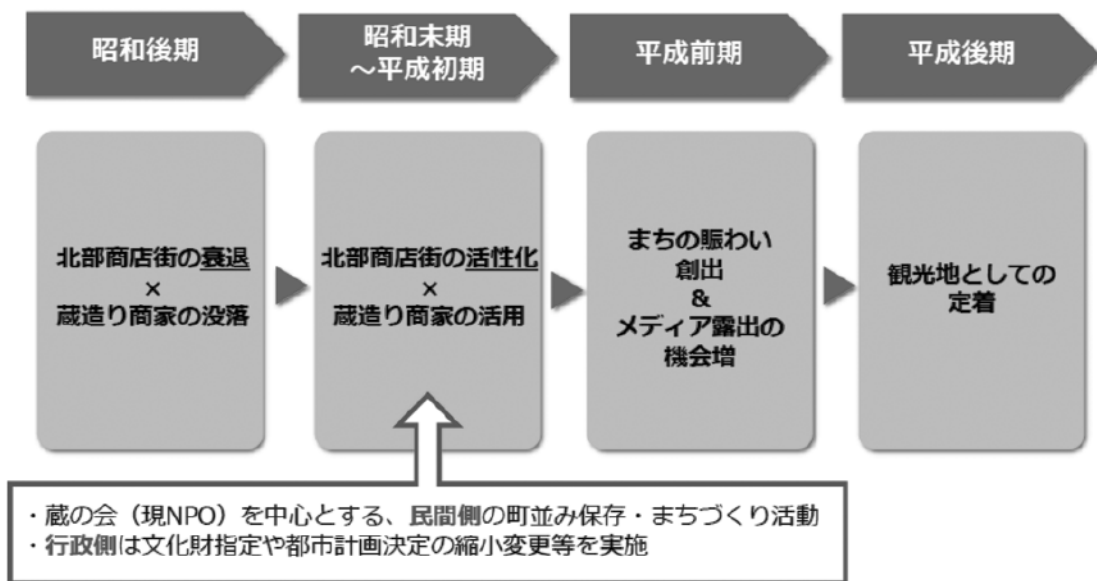 昭和後期
昭和末期
～平成初期
平成前期
平成後期
北部商店街の衰退
×
蔵造り商家の没落
北部商店街の活性化
×
蔵造り商家の活用
まちの賑わい
創出
&
メディア露出の
機会増
観光地としての
定着
・蔵の会（現NPO）を中心とする、民間側の町並み保存・まちづくり活動
・行政側は文化財指定や都市計画決定の縮小変更等を実施